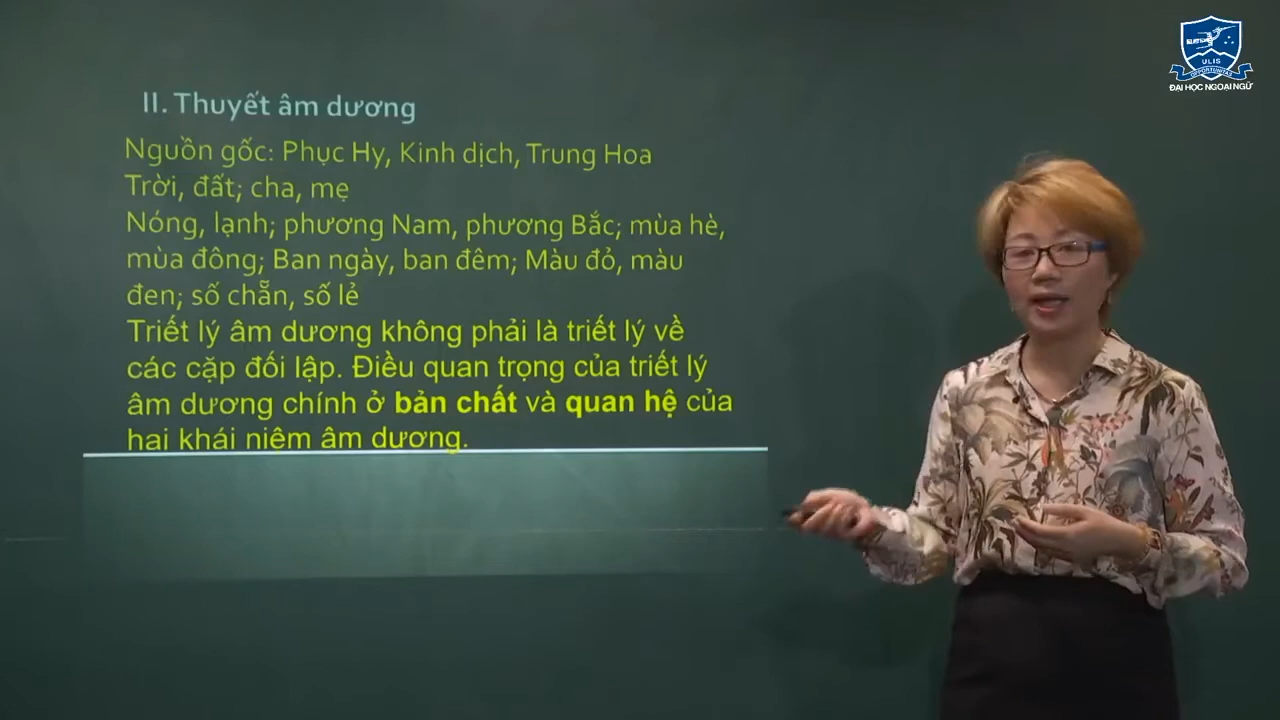 II. Thuyết âm dương
Nguồn gốc: Phục Hy, Kinh dịch, Trung Hoa
Trời, đất; cha, mẹ
Nóng, lạnh; phương Nam, phương Bắc; mùa hè,
mùa đông; Ban ngày, ban đêm; Màu đỏ, màu
đen; số chẵn, số lẻ
Triết lý âm dương không phải là triết lý về
các cặp đối lập. Điều quan trọng của triết lý
âm dương chính ở bản chất và quan hệ của
hai khái niệm âm dương.
ULIS
OPPORTUNITAS
ĐẠI HỌC NGOẠI NGỮ